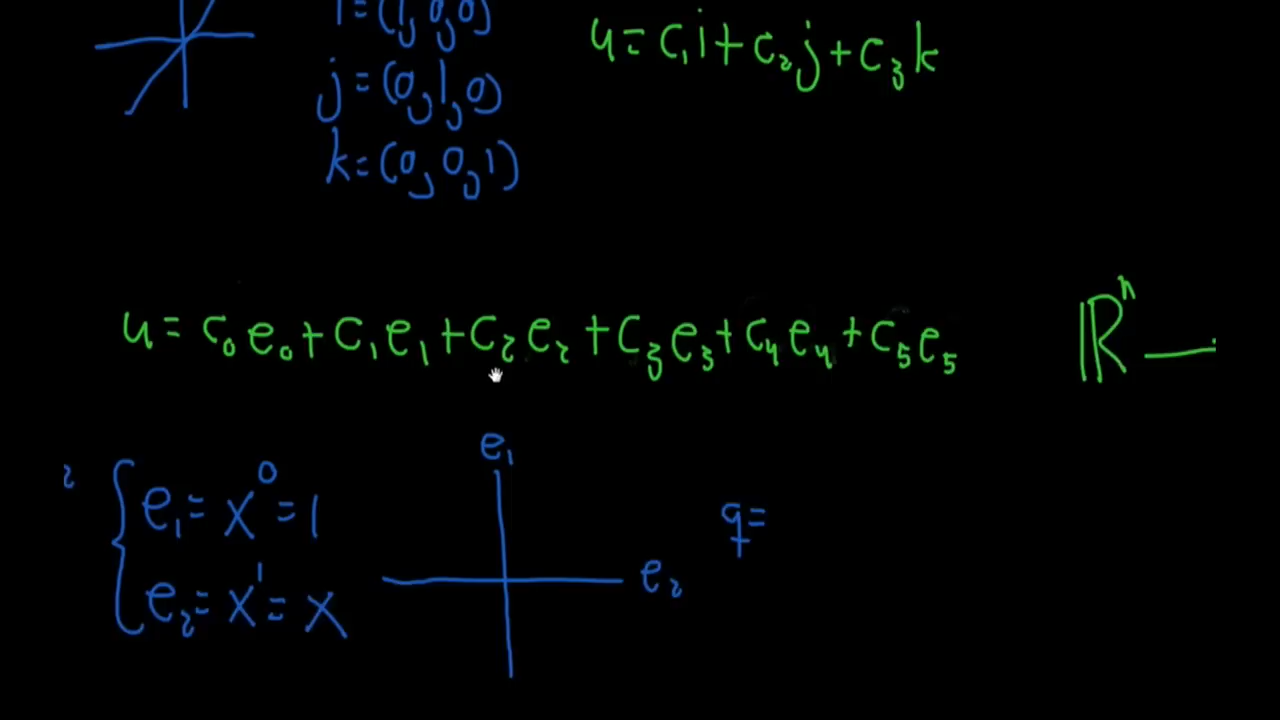 i=(1,0,0)
u=c₁i+c₂j+c₃k
j=(0,1,0)
k=(0,0,1)
u=c₀e₀+c₁e₁+c₂e₂+c₃e₃+c₄e₄+c₅e₅
ℝⁿ —
e₁
2
e₁=x⁰=1
q=
e₂
e₂=x¹=x